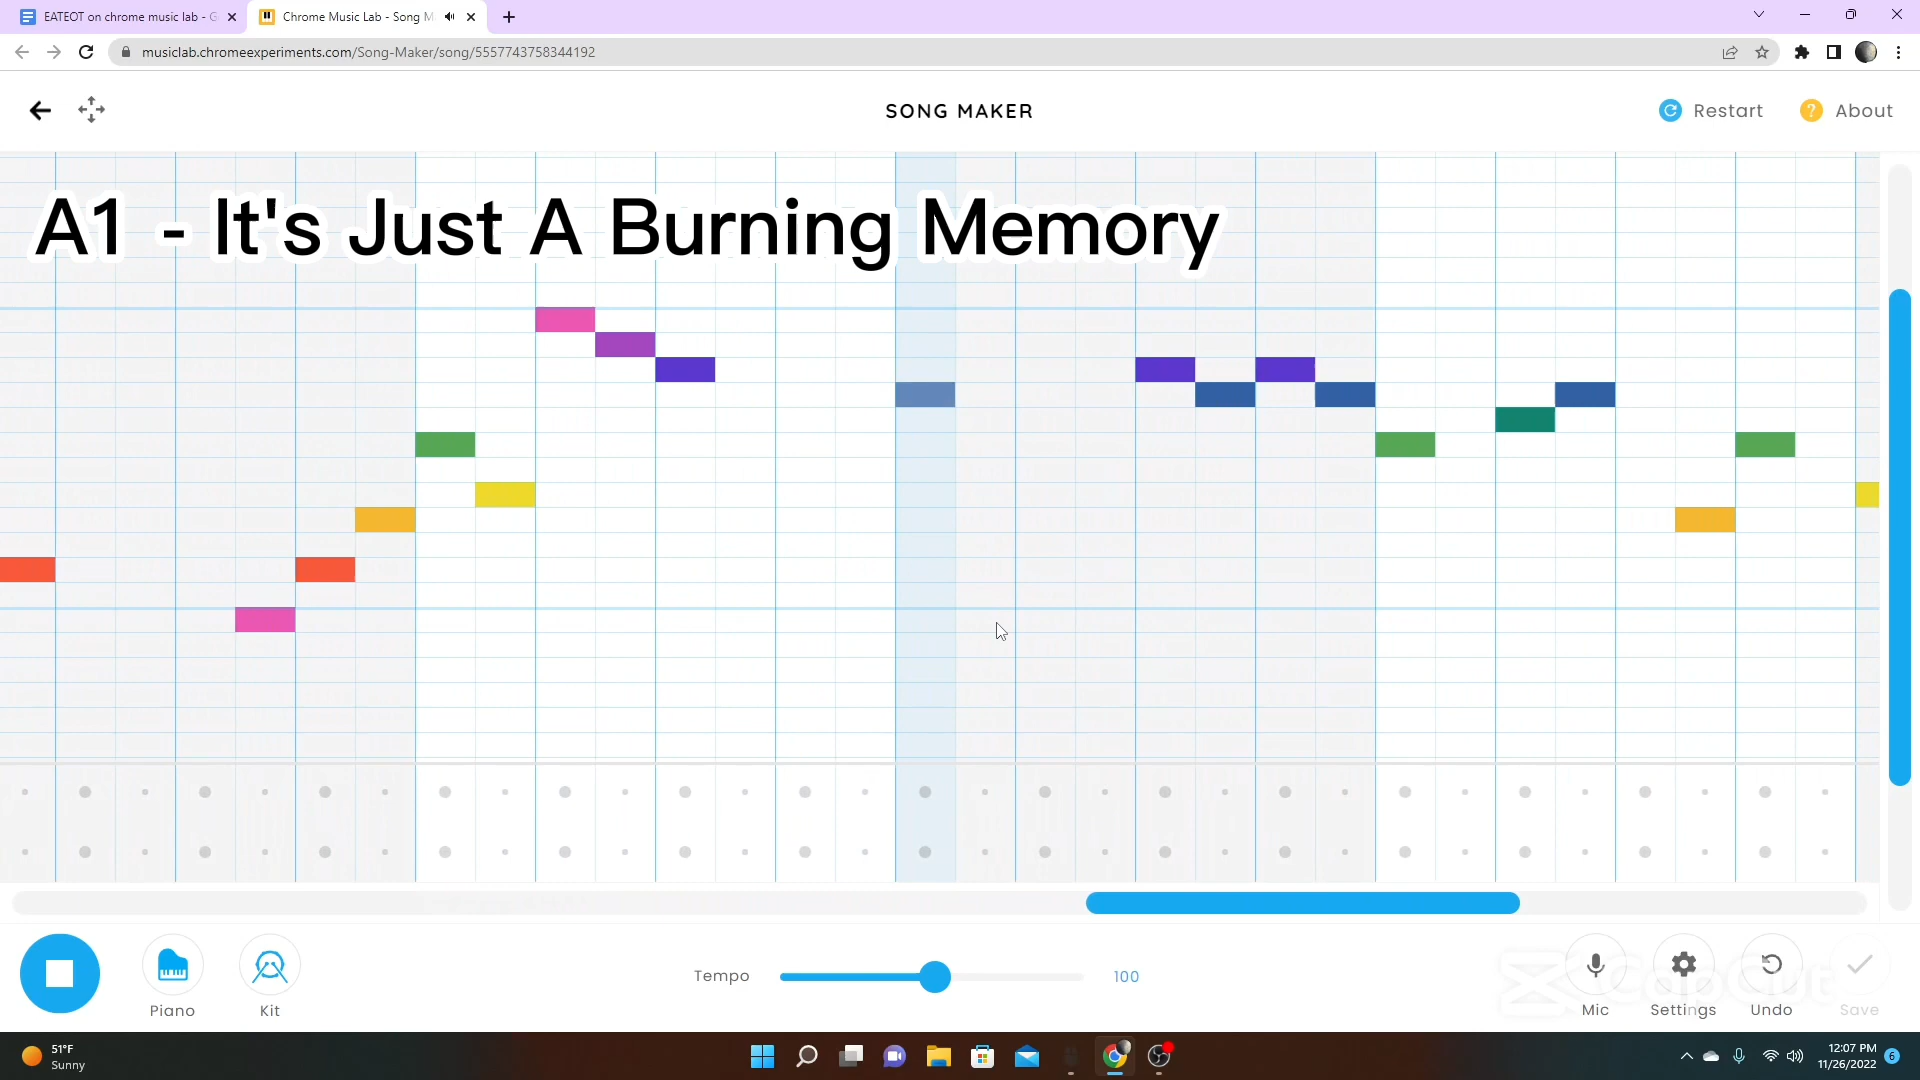 EATEOT on chrome music lab - G
Chrome Music Lab - Song M
musiclab.chromeexperiments.com/Song-Maker/song/5557743758344192
SONG MAKER
Restart
? About
A1 - It's Just A Burning Memory
Piano
Kit
Tempo
100
CapCut
Mic
Settings
Undo
Save
51°F
Sunny
12:07 PM
11/26/2022
6